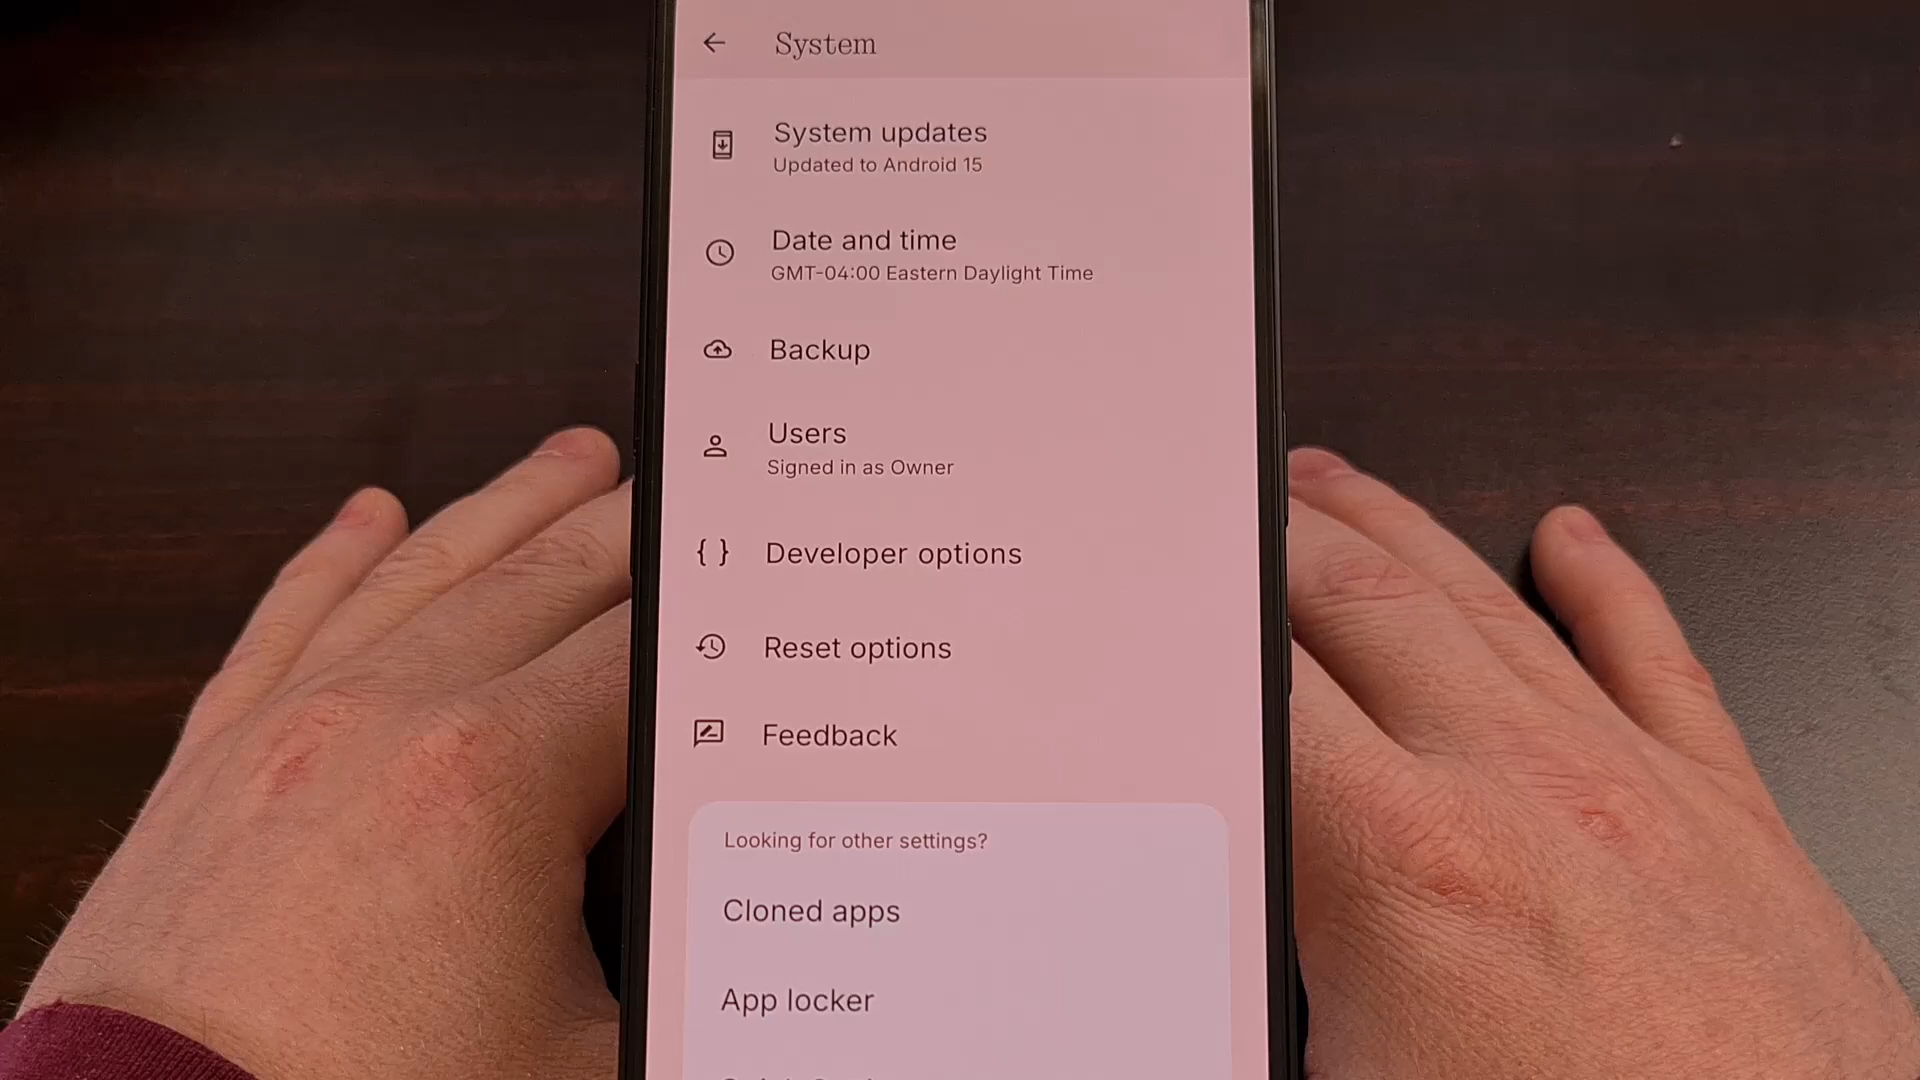 System
System updates
Updated to Android 15
Date and time
GMT-04:00 Eastern Daylight Time
Backup
Users
Signed in as Owner
{ } Developer options
Reset options
Feedback
Looking for other settings?
Cloned apps
App locker